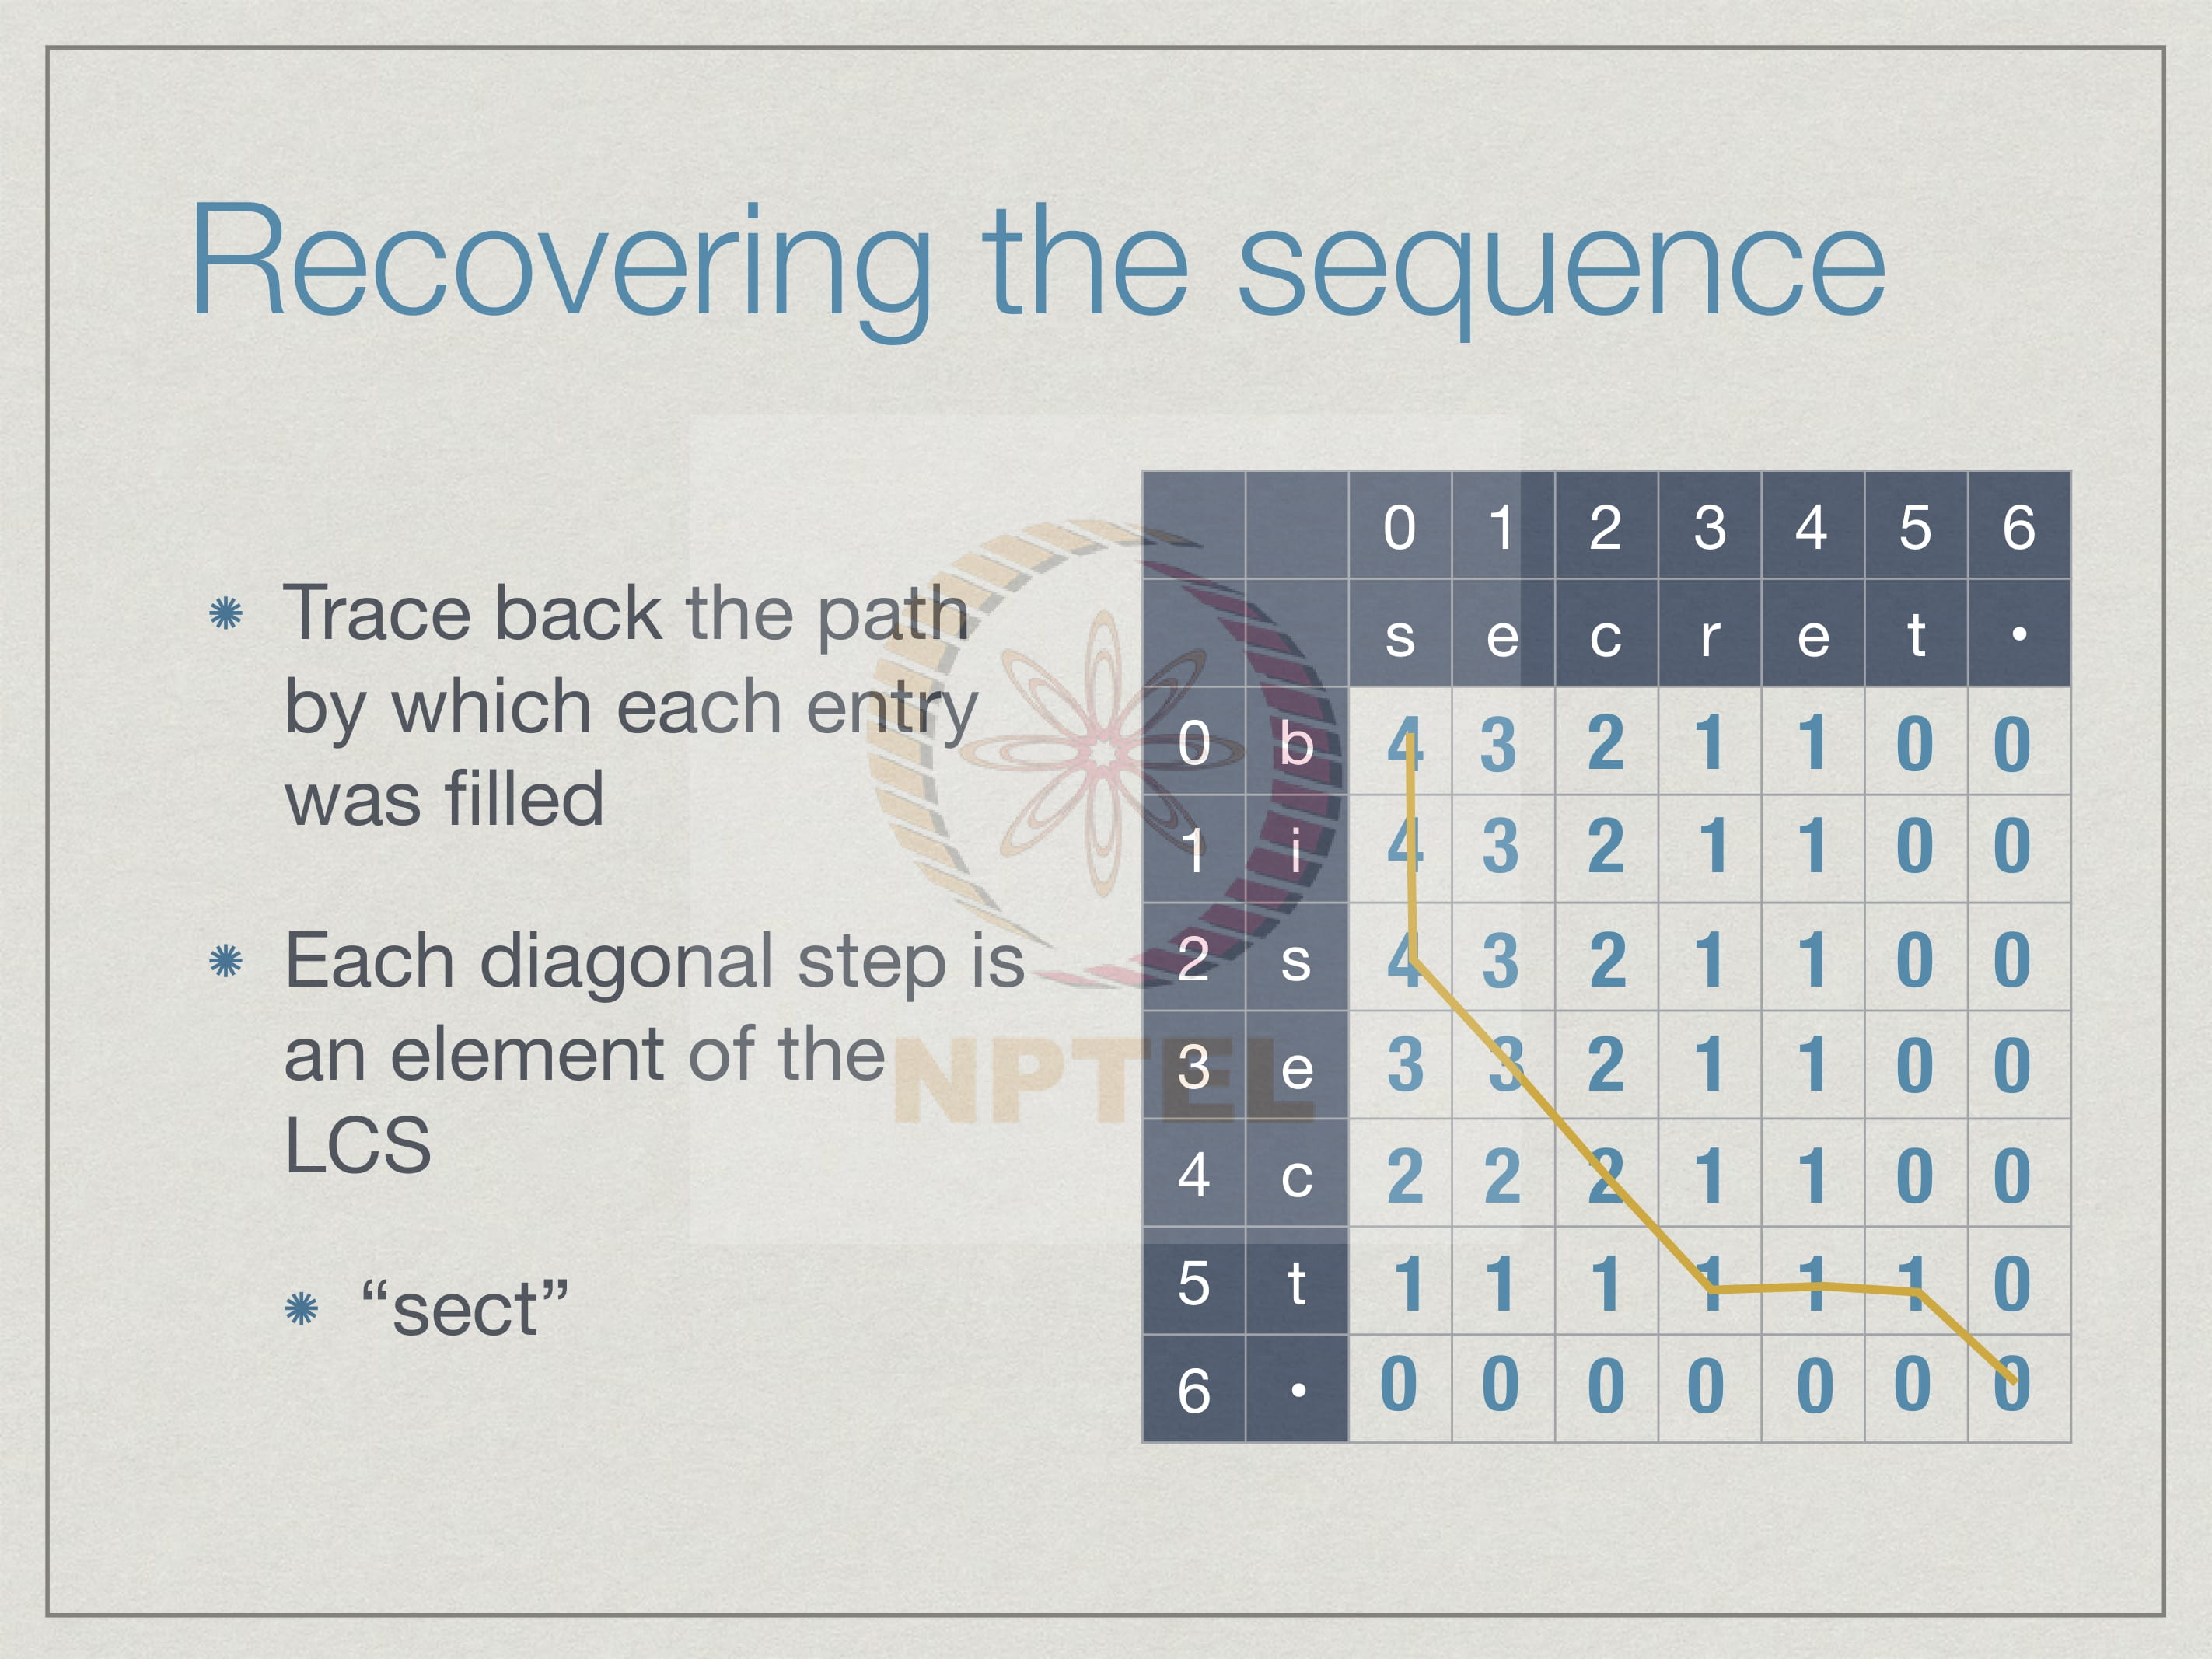 Recovering the sequence
Trace back the path
by which each entry
was filled
Each diagonal step is
an element of the
LCS
“sect”
0 1 2 3 4 5 6
s e c r e t •
0 b 4 3 2 1 1 0 0
1 i 4 3 2 1 1 0 0
2 s 4 3 2 1 1 0 0
3 e 3 3 2 1 1 0 0
4 c 2 2 2 1 1 0 0
5 t 1 1 1 1 1 1 0
6 • 0 0 0 0 0 0 0
NPTEL